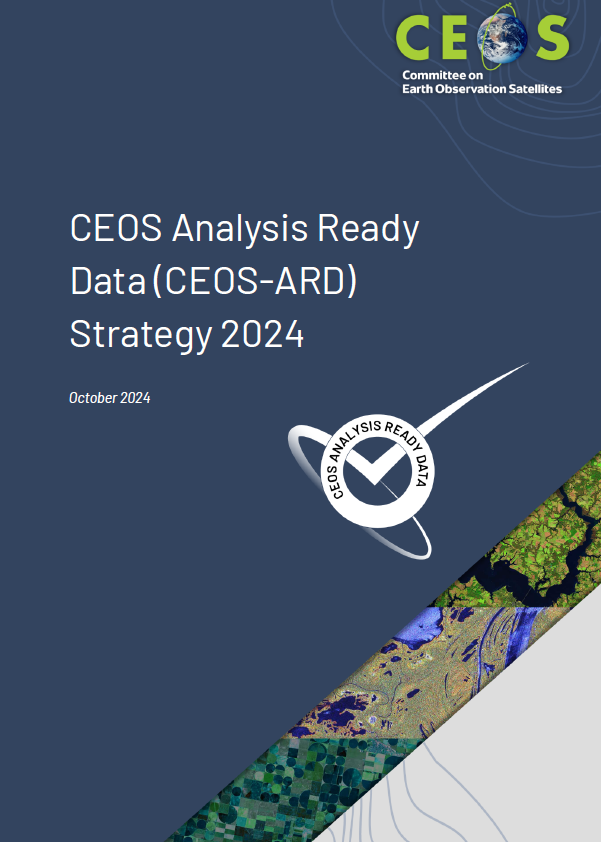 CEOS
Committee on
Earth Observation Satellites
CEOS Analysis Ready
Data (CEOS-ARD)
Strategy 2024
October 2024
CEOS ANALYSIS READY DATA